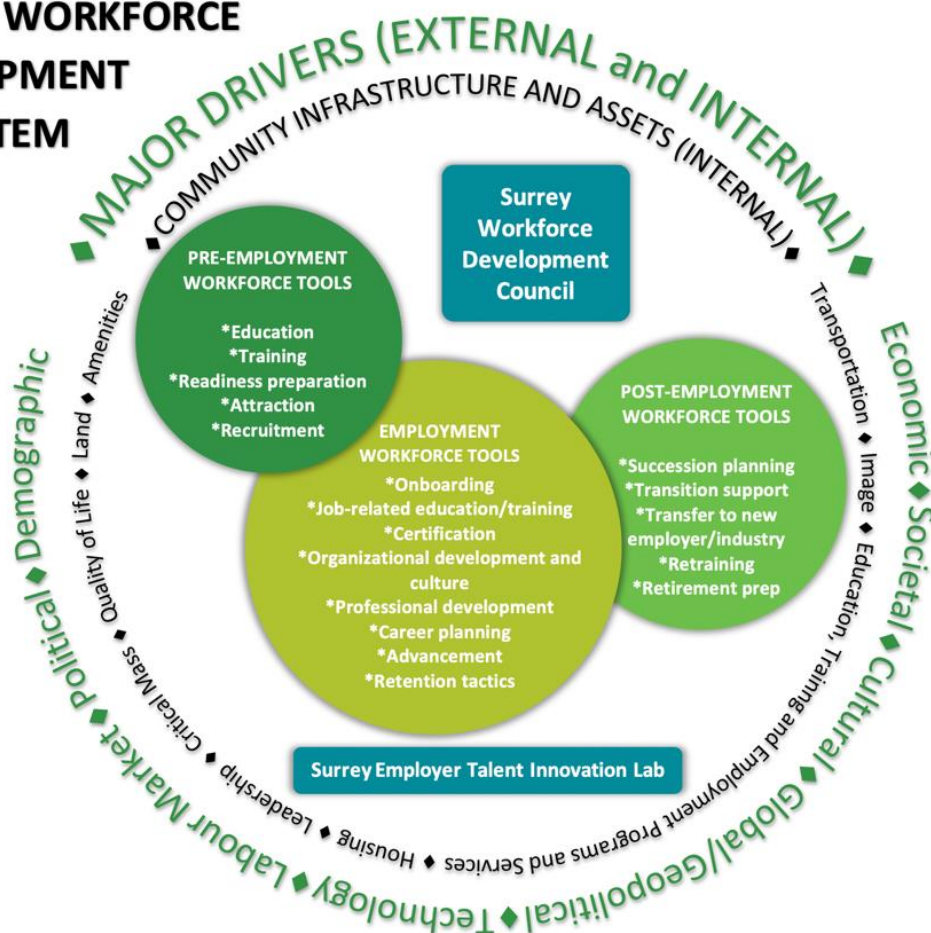 WORKFORCE
PMENT
TEM
◆ MAJOR DRIVERS (EXTERNAL and INTERNAL) ◆
◆ COMMUNITY INFRASTRUCTURE AND ASSETS (INTERNAL) ◆
Surrey
Workforce
Development
Council
PRE-EMPLOYMENT
WORKFORCE TOOLS
*Education
*Training
*Readiness preparation
*Attraction
*Recruitment
EMPLOYMENT
WORKFORCE TOOLS
*Onboarding
*Job-related education/training
*Certification
*Organizational development and
culture
*Professional development
*Career planning
*Advancement
*Retention tactics
POST-EMPLOYMENT
WORKFORCE TOOLS
*Succession planning
*Transition support
*Transfer to new
employer/industry
*Retraining
*Retirement prep
Surrey Employer Talent Innovation Lab
Transportation ◆ Image ◆ Education, Training and Employment Programs and Services ◆ Housing ◆ Leadership ◆ Critical Mass ◆ Quality of Life ◆ Land ◆ Amenities
Economic ◆ Societal ◆ Cultural ◆ Global/Geopolitical ◆ Technology ◆ Labour Market ◆ Political ◆ Demographic